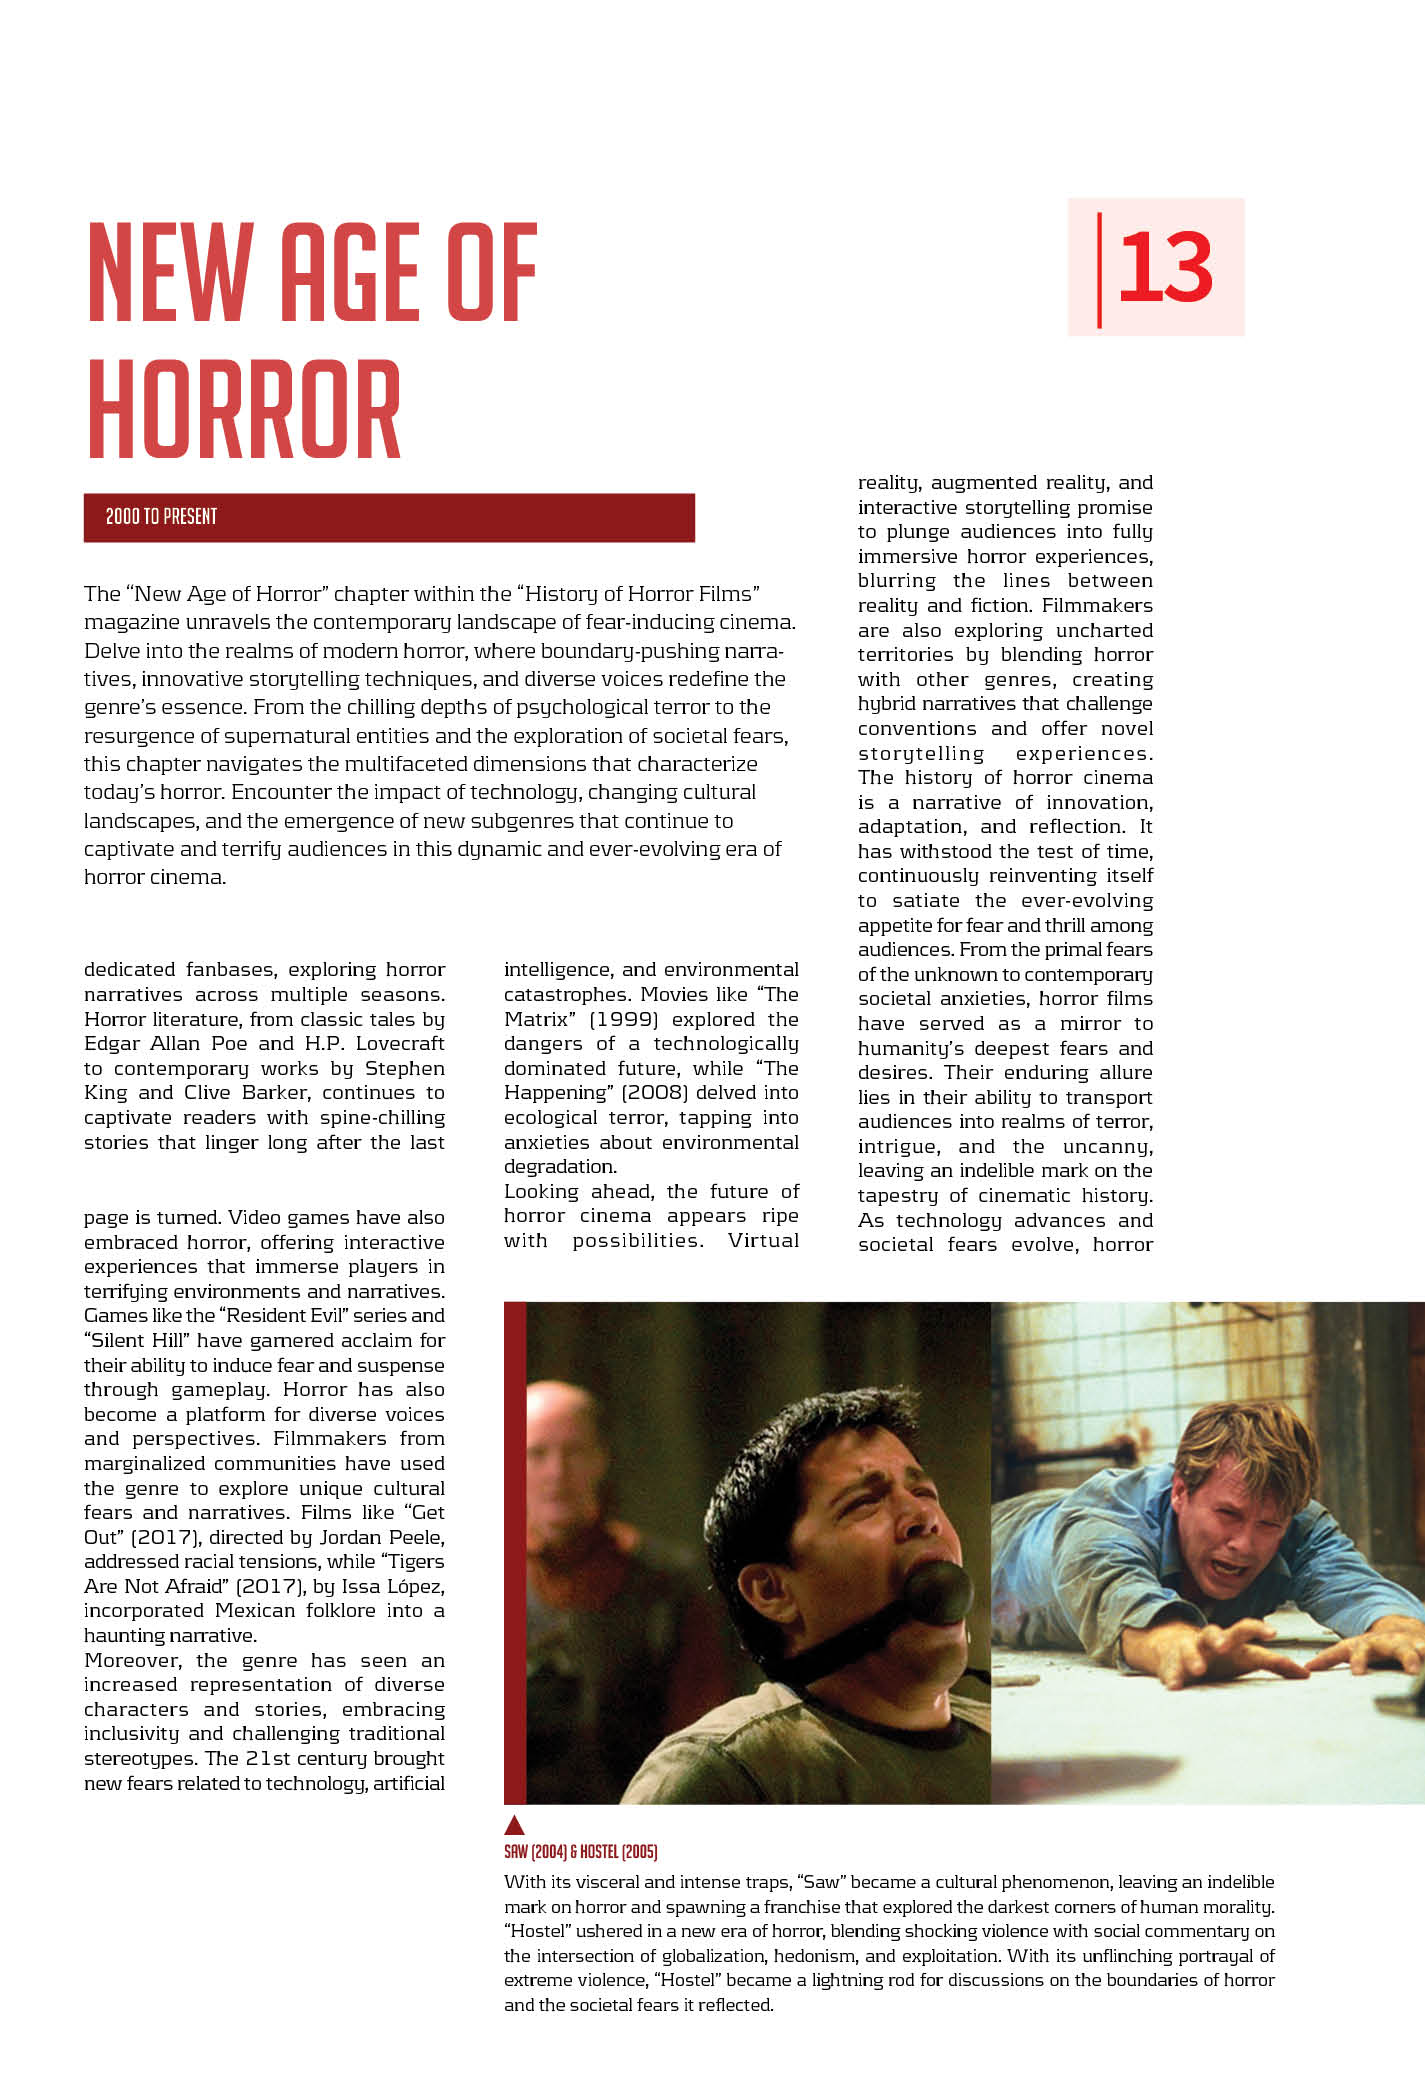 NEW AGE OF
HORROR
13
2000 TO PRESENT
The “New Age of Horror” chapter within the “History of Horror Films”
magazine unravels the contemporary landscape of fear-inducing cinema.
Delve into the realms of modern horror, where boundary-pushing narra-
tives, innovative storytelling techniques, and diverse voices redefine the
genre’s essence. From the chilling depths of psychological terror to the
resurgence of supernatural entities and the exploration of societal fears,
this chapter navigates the multifaceted dimensions that characterize
today’s horror. Encounter the impact of technology, changing cultural
landscapes, and the emergence of new subgenres that continue to
captivate and terrify audiences in this dynamic and ever-evolving era of
horror cinema.
dedicated fanbases, exploring horror
narratives across multiple seasons.
Horror literature, from classic tales by
Edgar Allan Poe and H.P. Lovecraft
to contemporary works by Stephen
King and Clive Barker, continues to
captivate readers with spine-chilling
stories that linger long after the last
page is turned. Video games have also
embraced horror, offering interactive
experiences that immerse players in
terrifying environments and narratives.
Games like the “Resident Evil” series and
“Silent Hill” have garnered acclaim for
their ability to induce fear and suspense
through gameplay. Horror has also
become a platform for diverse voices
and perspectives. Filmmakers from
marginalized communities have used
the genre to explore unique cultural
fears and narratives. Films like “Get
Out” (2017), directed by Jordan Peele,
addressed racial tensions, while “Tigers
Are Not Afraid” (2017), by Issa López,
incorporated Mexican folklore into a
haunting narrative.
Moreover, the genre has seen an
increased representation of diverse
characters and stories, embracing
inclusivity and challenging traditional
stereotypes. The 21st century brought
new fears related to technology, artificial
intelligence, and environmental
catastrophes. Movies like “The
Matrix” (1999) explored the
dangers of a technologically
dominated future, while “The
Happening” (2008) delved into
ecological terror, tapping into
anxieties about environmental
degradation.
Looking ahead, the future of
horror cinema appears ripe
with possibilities. Virtual
reality, augmented reality, and
interactive storytelling promise
to plunge audiences into fully
immersive horror experiences,
blurring the lines between
reality and fiction. Filmmakers
are also exploring uncharted
territories by blending horror
with other genres, creating
hybrid narratives that challenge
conventions and offer novel
storytelling experiences.
The history of horror cinema
is a narrative of innovation,
adaptation, and reflection. It
has withstood the test of time,
continuously reinventing itself
to satiate the ever-evolving
appetite for fear and thrill among
audiences. From the primal fears
of the unknown to contemporary
societal anxieties, horror films
have served as a mirror to
humanity’s deepest fears and
desires. Their enduring allure
lies in their ability to transport
audiences into realms of terror,
intrigue, and the uncanny,
leaving an indelible mark on the
tapestry of cinematic history.
As technology advances and
societal fears evolve, horror
SAW (2004) & HOSTEL (2005)
With its visceral and intense traps, “Saw” became a cultural phenomenon, leaving an indelible
mark on horror and spawning a franchise that explored the darkest corners of human morality.
“Hostel” ushered in a new era of horror, blending shocking violence with social commentary on
the intersection of globalization, hedonism, and exploitation. With its unflinching portrayal of
extreme violence, “Hostel” became a lightning rod for discussions on the boundaries of horror
and the societal fears it reflected.